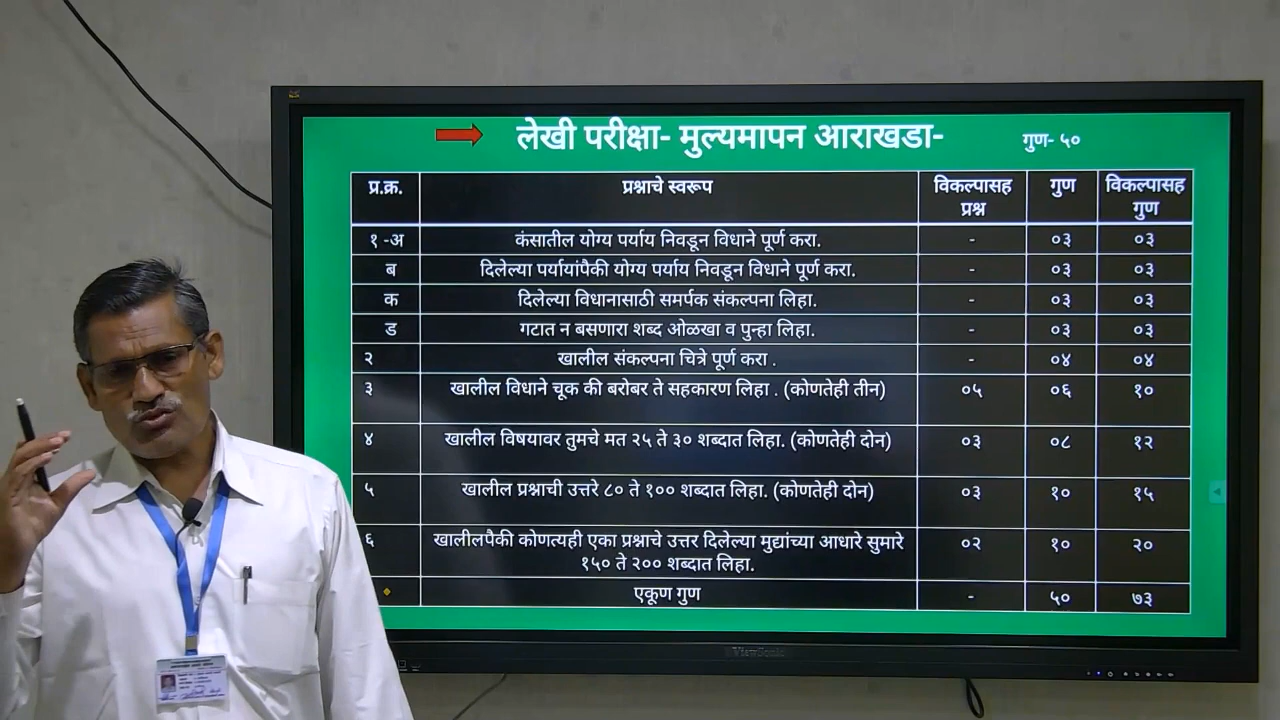 लेखी परीक्षा- मुल्यमापन आराखडा- गुण- ५०
प्र.क्र. प्रश्नाचे स्वरूप विकल्पासह प्रश्न गुण विकल्पासह गुण
१ -अ कंसातील योग्य पर्याय निवडून विधाने पूर्ण करा. - ०३ ०३
ब दिलेल्या पर्यायांपैकी योग्य पर्याय निवडून विधाने पूर्ण करा. - ०३ ०३
क दिलेल्या विधानासाठी समर्पक संकल्पना लिहा. - ०३ ०३
ड गटात न बसणारा शब्द ओळखा व पुन्हा लिहा. - ०३ ०३
२ खालील संकल्पना चित्रे पूर्ण करा . - ०४ ०४
३ खालील विधाने चूक की बरोबर ते सहकारण लिहा . (कोणतेही तीन) ०५ ०६ १०
४ खालील विषयावर तुमचे मत २५ ते ३० शब्दात लिहा. (कोणतेही दोन) ०३ ०८ १२
५ खालील प्रश्नाची उत्तरे ८० ते १०० शब्दात लिहा. (कोणतेही दोन) ०३ १० १५
६ खालीलपैकी कोणत्यही एका प्रश्नाचे उत्तर दिलेल्या मुद्यांच्या आधारे सुमारे ०२ १० २०
१५० ते २०० शब्दात लिहा.
एकूण गुण - ५० ७३
ViewSonic